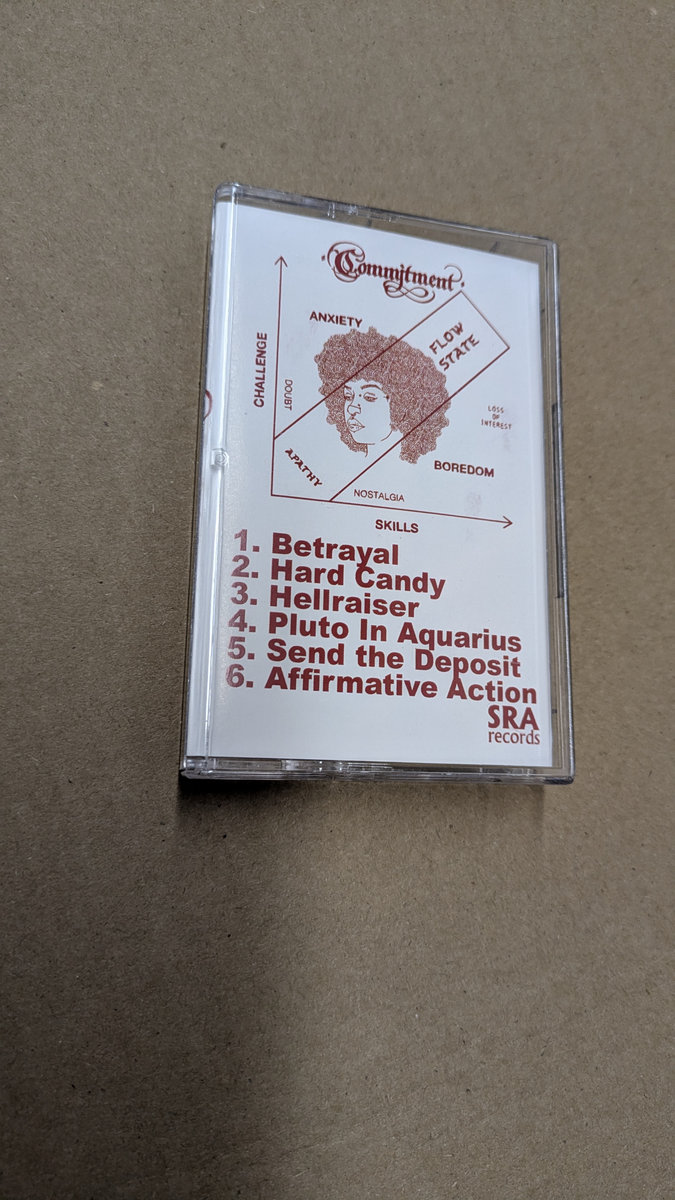 Commitment
ANXIETY
FLOW
STATE
CHALLENGE
DOUBT
LOSS
OF
INTEREST
APATHY
BOREDOM
NOSTALGIA
SKILLS
1. Betrayal
2. Hard Candy
3. Hellraiser
4. Pluto In Aquarius
5. Send the Deposit
6. Affirmative Action
SRA
records